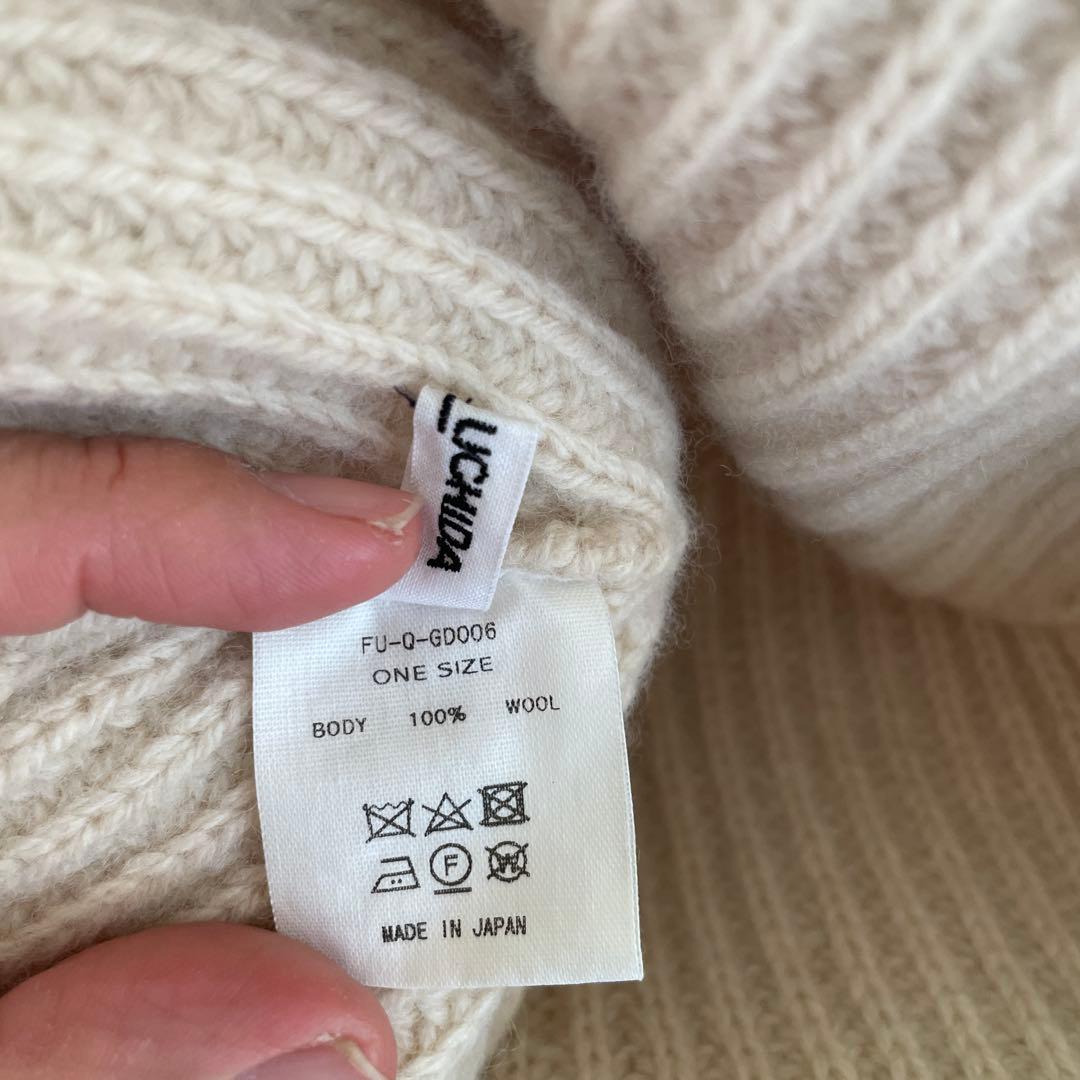 UCHIDA
FU-Q-GD006
ONE SIZE
BODY 100% WOOL
F
W
MADE IN JAPAN